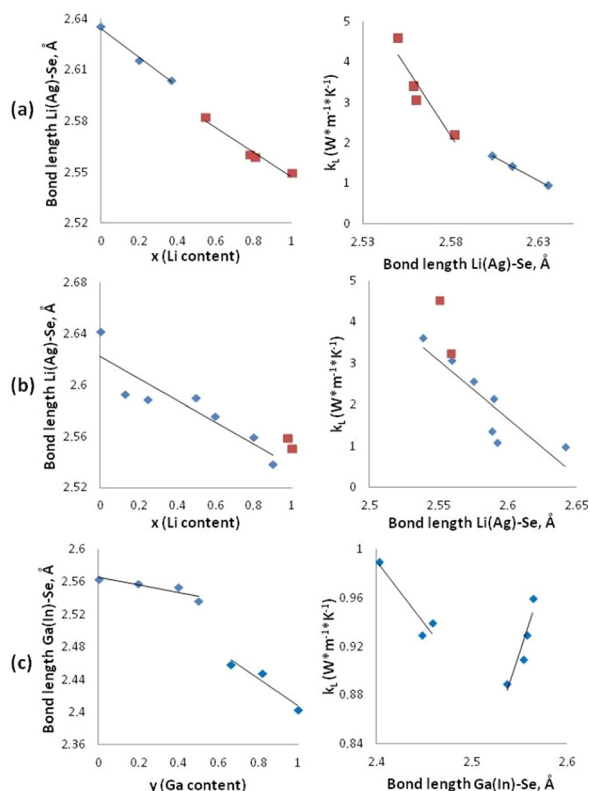 (a)
Bond length Li(Ag)-Se, Å
2.64
2.61
2.58
2.55
2.52
0 0.2 0.4 0.6 0.8 1
x (Li content)
kL (W*m-1*K-1)
5
4
3
2
1
0
2.53 2.58 2.63
Bond length Li(Ag)-Se, Å
(b)
Bond length Li(Ag)-Se, Å
2.68
2.64
2.6
2.56
2.52
0 0.2 0.4 0.6 0.8 1
x (Li content)
kL (W*m-1*K-1)
5
4
3
2
1
0
2.5 2.55 2.6 2.65
Bond length Li(Ag)-Se, Å
(c)
Bond length Ga(In)-Se, Å
2.6
2.56
2.52
2.48
2.44
2.4
2.36
0 0.2 0.4 0.6 0.8 1
y (Ga content)
kL (W*m-1*K-1)
1
0.96
0.92
0.88
0.84
2.4 2.5 2.6
Bond length Ga(In)-Se, Å